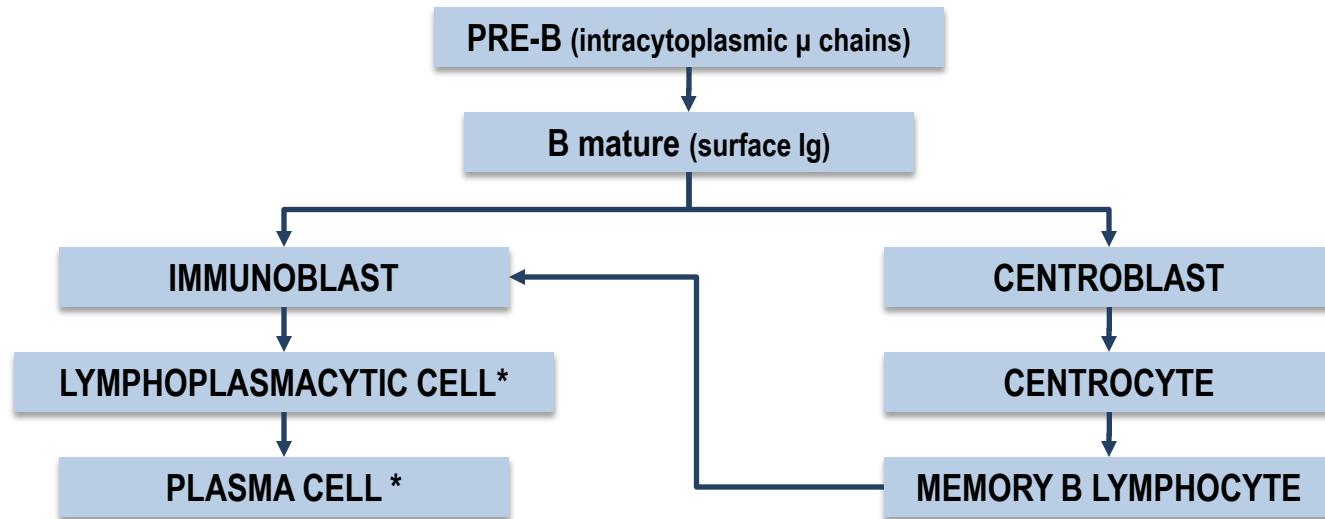 PRE-B (intracytoplasmic µ chains)
B mature (surface Ig)
IMMUNOBLAST
CENTROBLAST
LYMPHOPLASMACYTIC CELL*
CENTROCYTE
PLASMA CELL *
MEMORY B LYMPHOCYTE